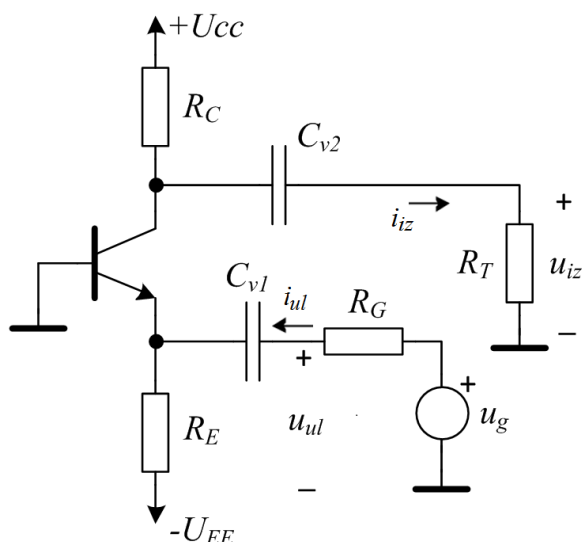 +Ucc
R_C
C_v2
i_iz
+
R_T
u_iz
−
C_v1
i_ul
R_G
+
+
R_E
u_ul
u_g
−
-U_EE